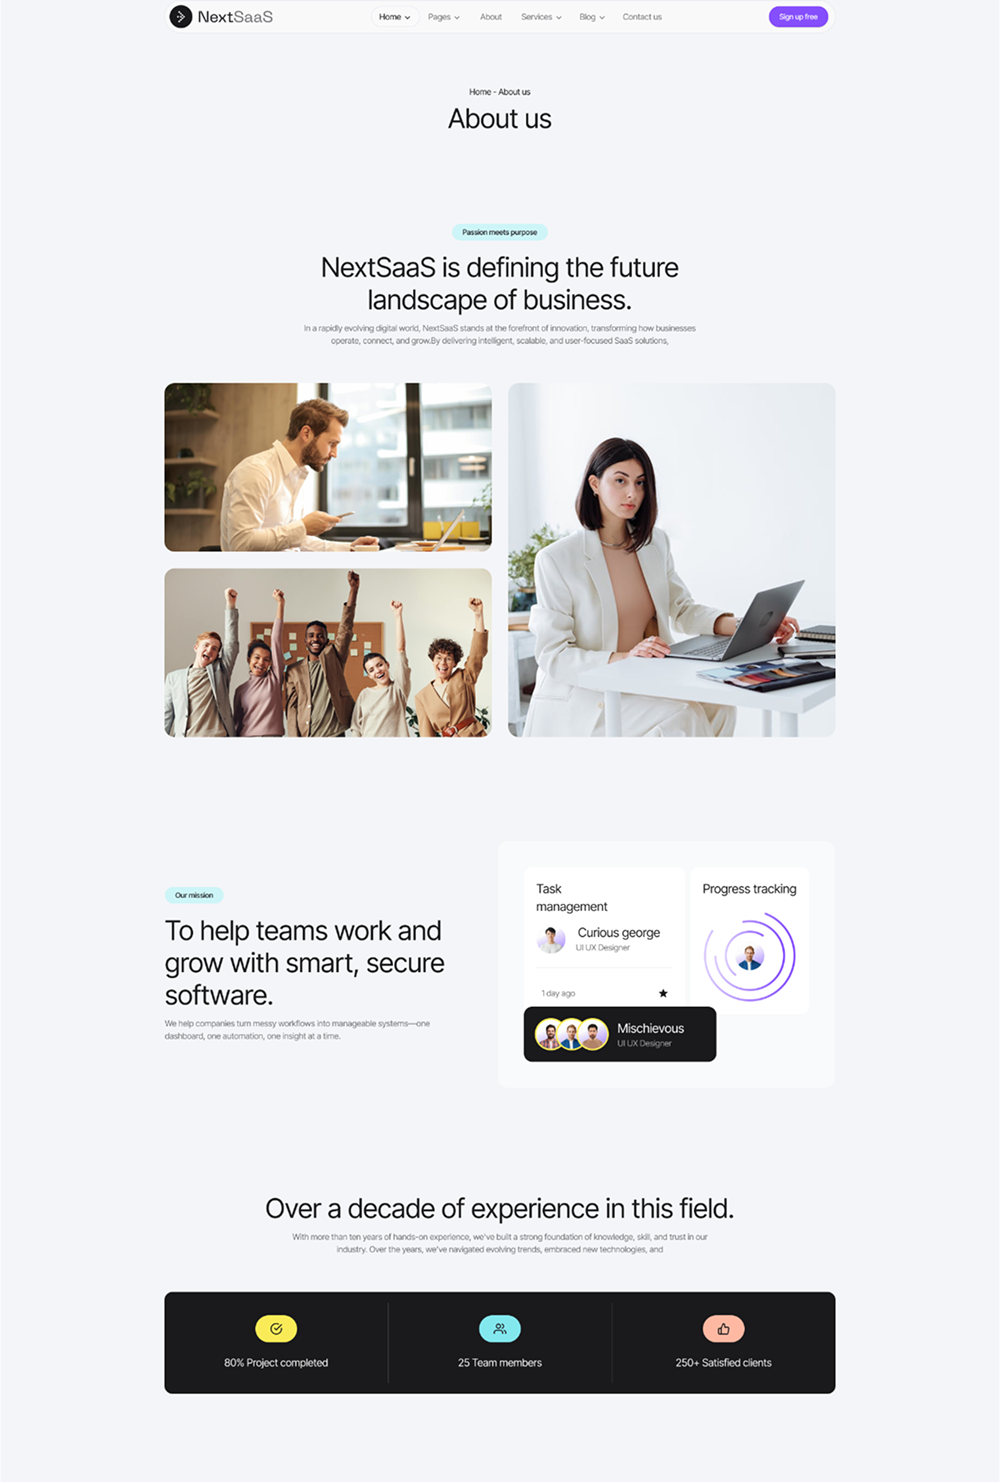 NextSaaS
Home Pages About Services Blog Contact us
Sign up free
Home - About us
About us
Passion meets purpose
NextSaaS is defining the future
landscape of business.
In a rapidly evolving digital world, NextSaaS stands at the forefront of innovation, transforming how businesses
operate, connect, and grow.By delivering intelligent, scalable, and user-focused SaaS solutions,
Our mission
To help teams work and
grow with smart, secure
software.
We help companies turn messy workflows into manageable systems—one
dashboard, one automation, one insight at a time.
Task
management
Curious george
UI UX Designer
1 day ago
Progress tracking
Mischievous
UI UX Designer
Over a decade of experience in this field.
With more than ten years of hands-on experience, we've built a strong foundation of knowledge, skill, and trust in our
industry. Over the years, we've navigated evolving trends, embraced new technologies, and
80% Project completed
25 Team members
250+ Satisfied clients